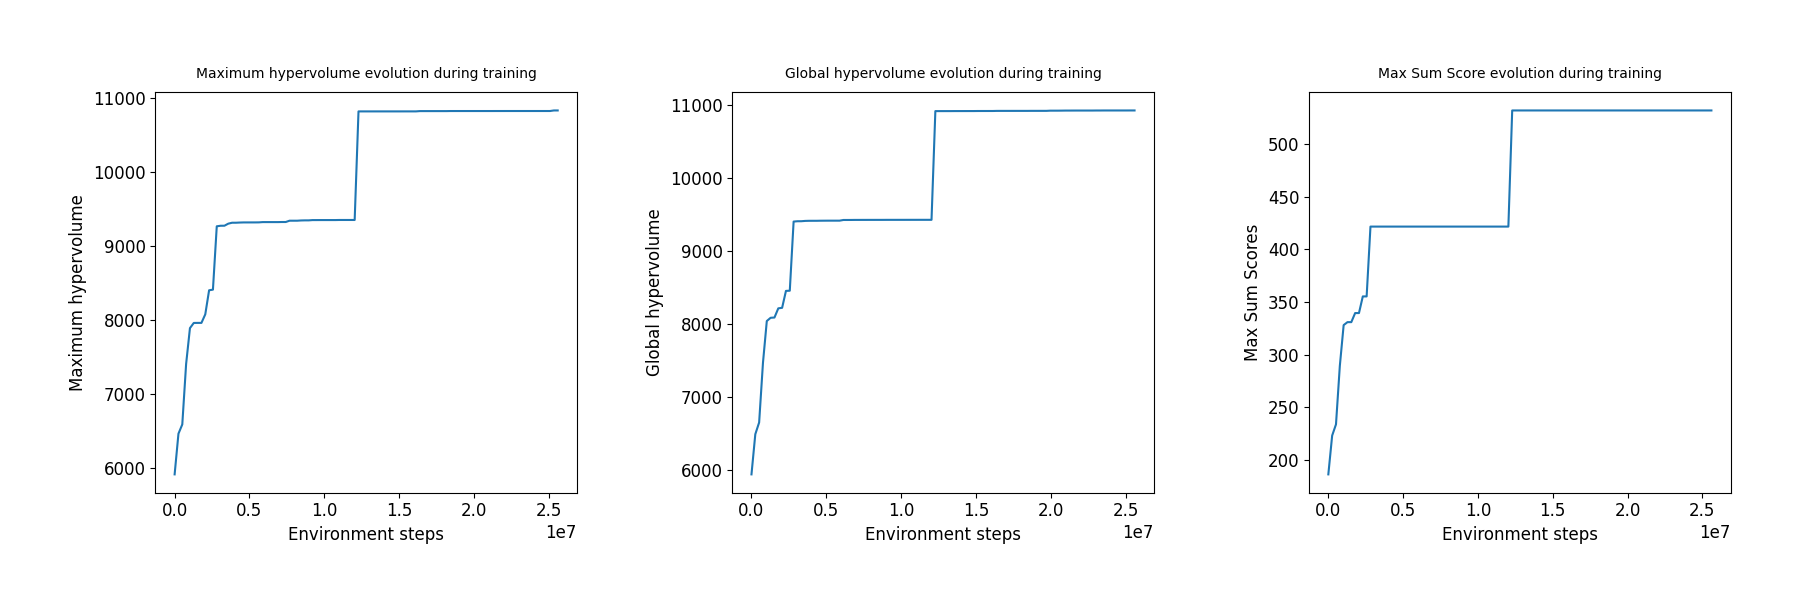 Maximum hypervolume evolution during training
Maximum hypervolume
11000
10000
9000
8000
7000
6000
0.0 0.5 1.0 1.5 2.0 2.5
1e7
Environment steps
Global hypervolume evolution during training
Global hypervolume
11000
10000
9000
8000
7000
6000
0.0 0.5 1.0 1.5 2.0 2.5
1e7
Environment steps
Max Sum Score evolution during training
Max Sum Scores
500
450
400
350
300
250
200
0.0 0.5 1.0 1.5 2.0 2.5
1e7
Environment steps